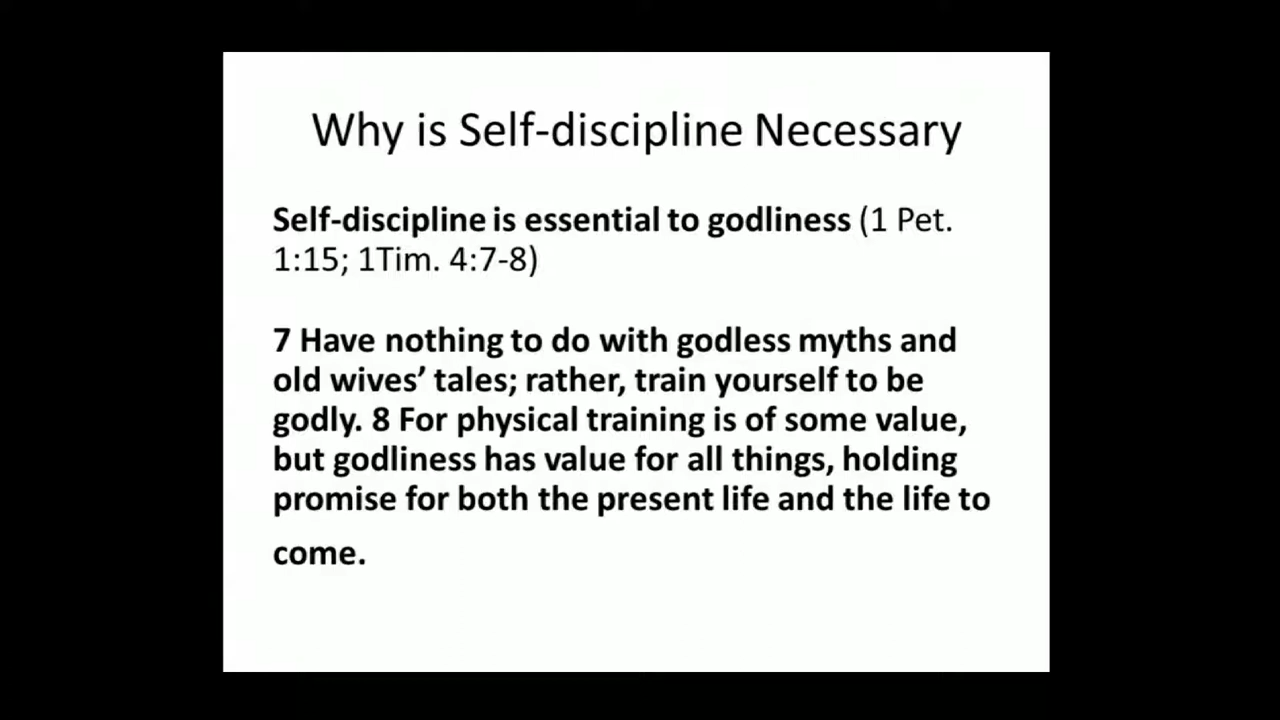 Why is Self-discipline Necessary
Self-discipline is essential to godliness (1 Pet.
1:15; 1Tim. 4:7-8)
7 Have nothing to do with godless myths and
old wives’ tales; rather, train yourself to be
godly. 8 For physical training is of some value,
but godliness has value for all things, holding
promise for both the present life and the life to
come.